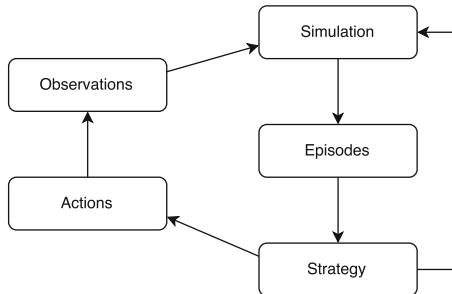 Simulation
Observations
Episodes
Actions
Strategy